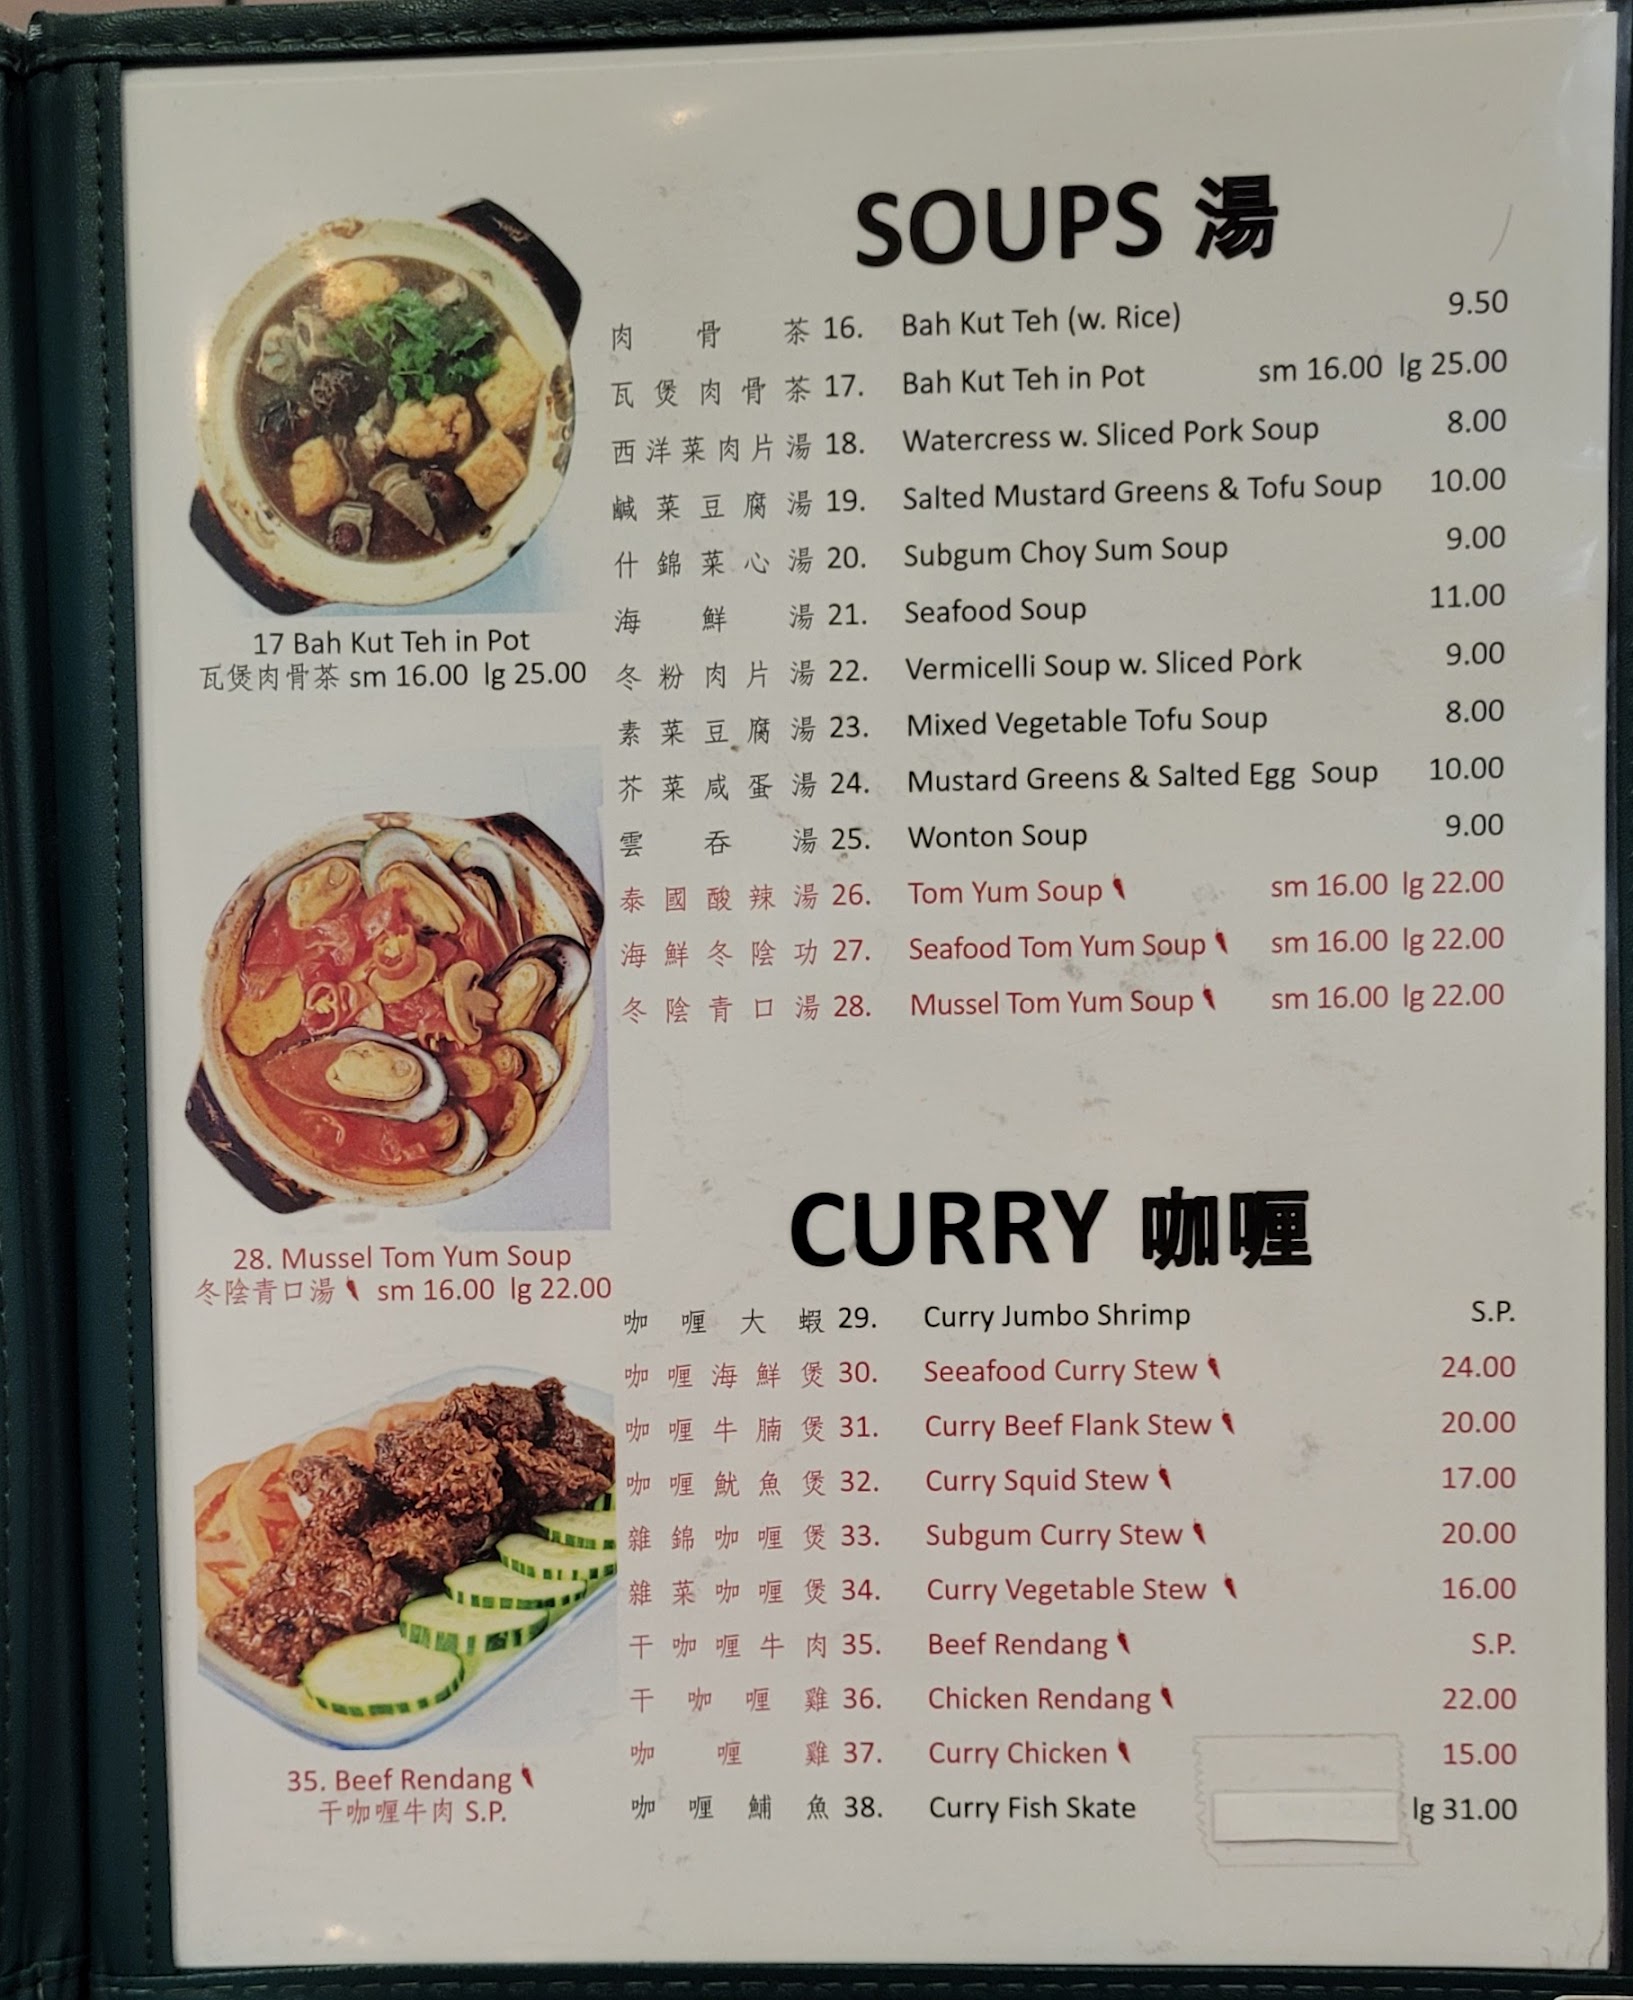 SOUPS 湯
肉骨茶 16. Bah Kut Teh (w. Rice) 9.50
瓦煲肉骨茶 17. Bah Kut Teh in Pot sm 16.00 lg 25.00
西洋菜肉片湯 18. Watercress w. Sliced Pork Soup 8.00
鹹菜豆腐湯 19. Salted Mustard Greens & Tofu Soup 10.00
什錦菜心湯 20. Subgum Choy Sum Soup 9.00
海鮮湯 21. Seafood Soup 11.00
冬粉肉片湯 22. Vermicelli Soup w. Sliced Pork 9.00
素菜豆腐湯 23. Mixed Vegetable Tofu Soup 8.00
芥菜咸蛋湯 24. Mustard Greens & Salted Egg Soup 10.00
雲吞湯 25. Wonton Soup 9.00
泰國酸辣湯 26. Tom Yum Soup sm 16.00 lg 22.00
海鮮冬陰功 27. Seafood Tom Yum Soup sm 16.00 lg 22.00
冬陰青口湯 28. Mussel Tom Yum Soup sm 16.00 lg 22.00
17 Bah Kut Teh in Pot
瓦煲肉骨茶 sm 16.00 lg 25.00
28. Mussel Tom Yum Soup
冬陰青口湯 sm 16.00 lg 22.00
CURRY 咖喱
咖喱大蝦 29. Curry Jumbo Shrimp S.P.
咖喱海鮮煲 30. Seeafood Curry Stew 24.00
咖喱牛腩煲 31. Curry Beef Flank Stew 20.00
咖喱魷魚煲 32. Curry Squid Stew 17.00
雜錦咖喱煲 33. Subgum Curry Stew 20.00
雜菜咖喱煲 34. Curry Vegetable Stew 16.00
干咖喱牛肉 35. Beef Rendang S.P.
干咖喱雞 36. Chicken Rendang 22.00
咖喱雞 37. Curry Chicken 15.00
咖喱鯆魚 38. Curry Fish Skate lg 31.00
35. Beef Rendang
干咖喱牛肉 S.P.